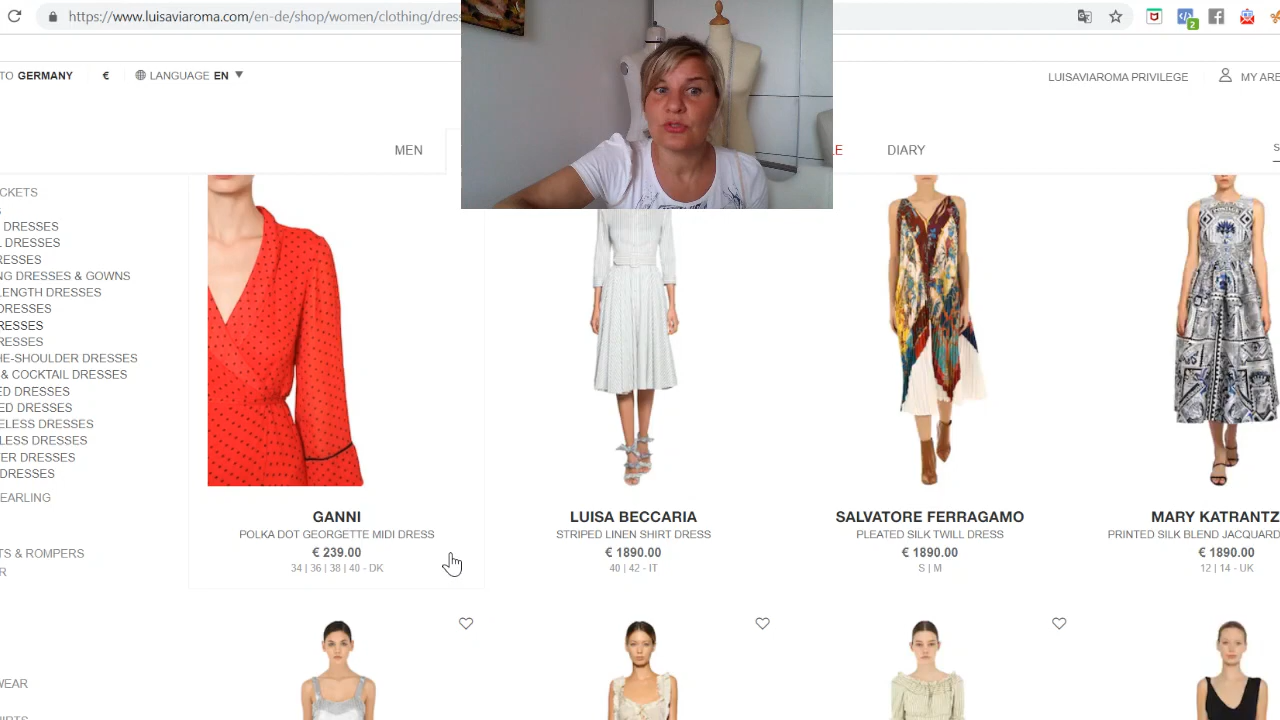 https://www.luisaviaroma.com/en-de/shop/women/clothing/dres
2
TO GERMANY € LANGUAGE EN
LUISAVIAROMA PRIVILEGE MY ARE
MEN
DIARY
CKETS
DRESSES
DRESSES
RESSES
NG DRESSES & GOWNS
LENGTH DRESSES
DRESSES
RESSES
RESSES
HE-SHOULDER DRESSES
& COCKTAIL DRESSES
ED DRESSES
ED DRESSES
ELESS DRESSES
LESS DRESSES
ER DRESSES
DRESSES
EARLING
TS & ROMPERS
R
WEAR
HIRTS
GANNI
POLKA DOT GEORGETTE MIDI DRESS
€ 239.00
34 | 36 | 38 | 40 - DK
LUISA BECCARIA
STRIPED LINEN SHIRT DRESS
€ 1890.00
40 | 42 - IT
SALVATORE FERRAGAMO
PLEATED SILK TWILL DRESS
€ 1890.00
S | M
MARY KATRANTZ
PRINTED SILK BLEND JACQUARD
€ 1890.00
12 | 14 - UK